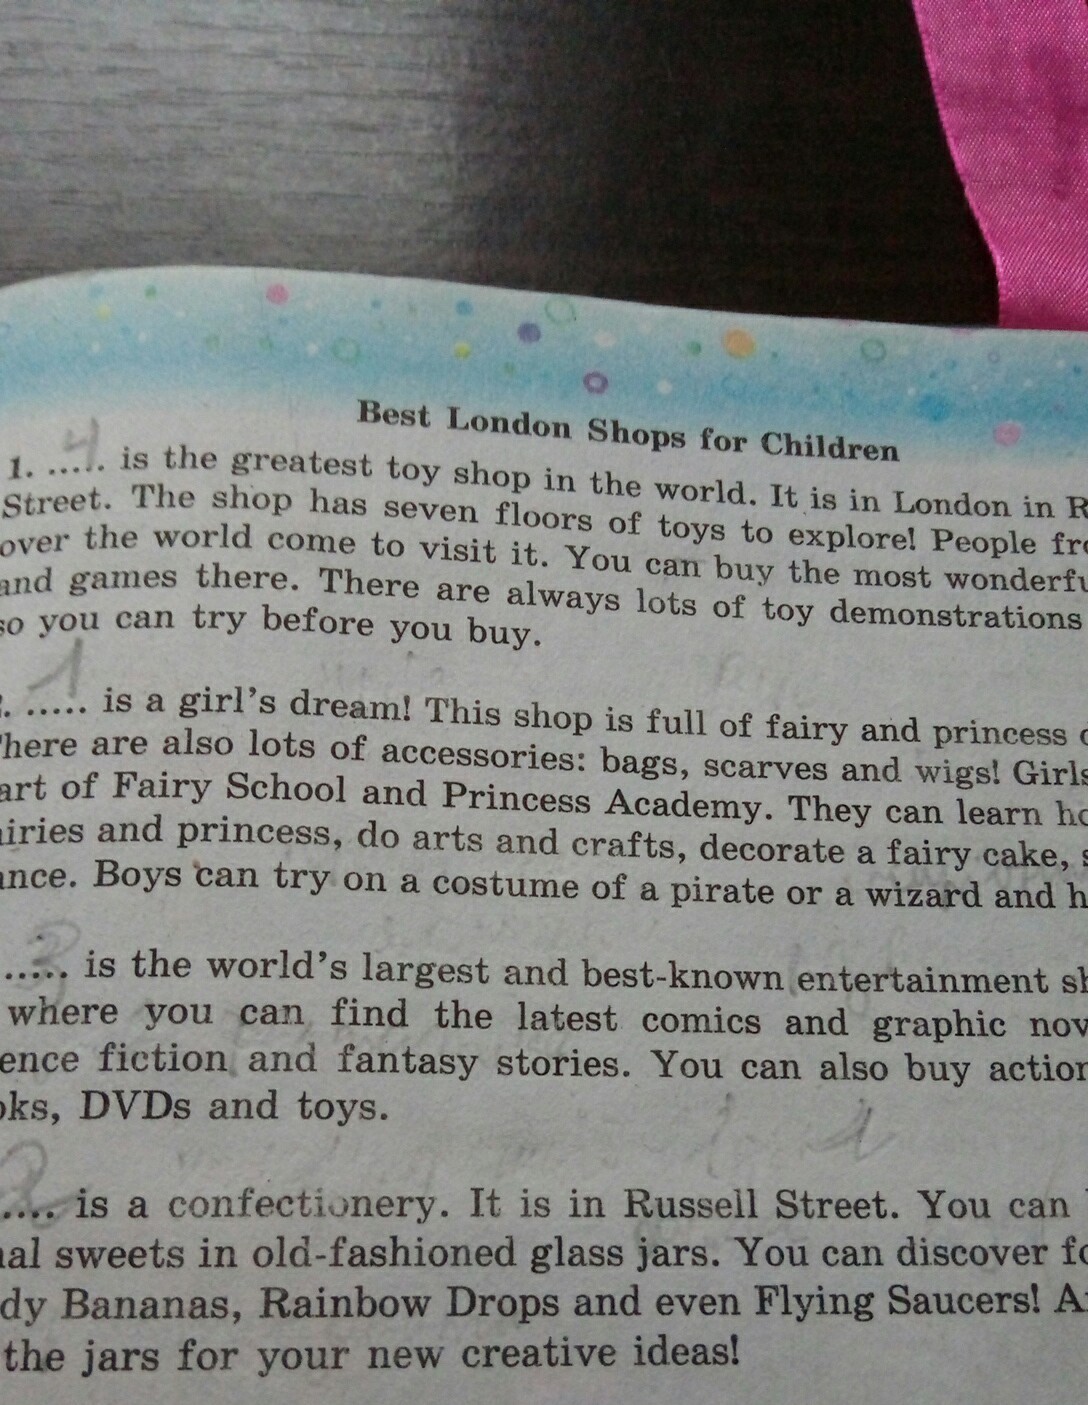 Best London Shops for Children
4
1. ..... is the greatest toy shop in the world. It is in London in
Street. The shop has seven floors of toys to explore! People
over the world come to visit it. You can buy the most
and games there. There are always lots of toy demonstrations
so you can try before you buy.
1
..... is a girl's dream! This shop is full of fairy and princess
There are also lots of accessories: bags, scarves and wigs! Girls
of Fairy School and Princess Academy. They can learn
and princess, do arts and crafts, decorate a fairy cake,
Boys can try on a costume of a pirate or a wizard and
3
..... is the world's largest and best-known entertainment
where you can find the latest comics and graphic
fiction and fantasy stories. You can also buy
DVDs and toys.
2
.... is a confectionery. It is in Russell Street. You can
sweets in old-fashioned glass jars. You can discover
Bananas, Rainbow Drops and even Flying Saucers!
the jars for your new creative ideas!